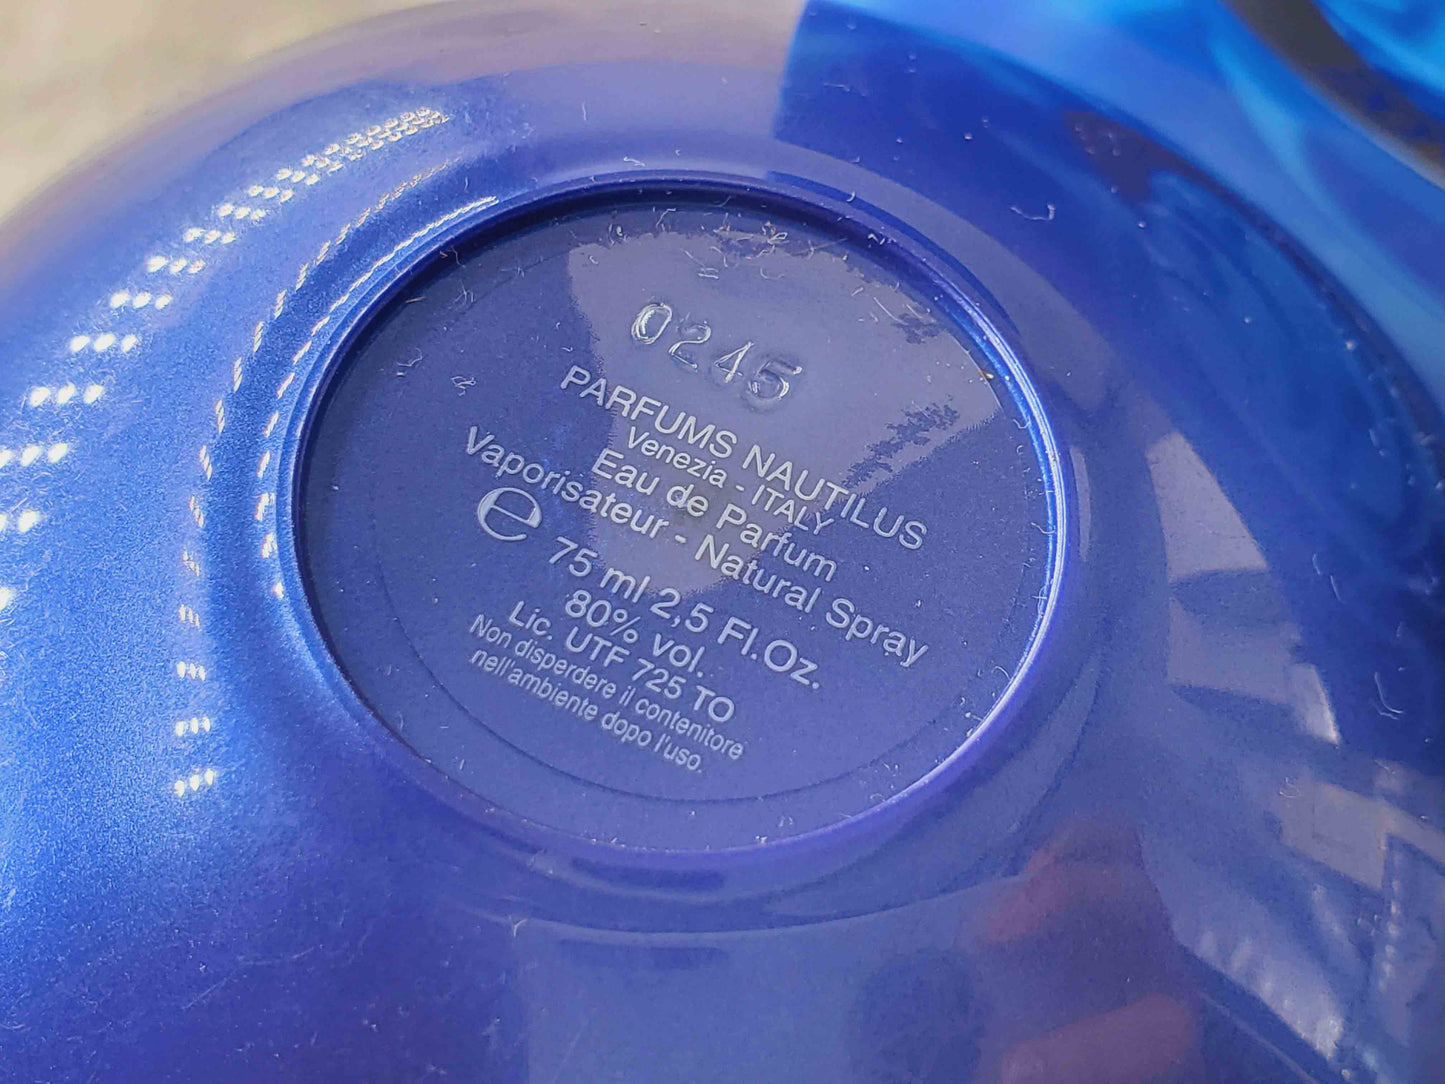 0245
PARFUMS NAUTILUS
Venezia - ITALY
Eau de Parfum
Vaporisateur - Natural Spray
℮ 75 ml 2,5 Fl.Oz.
80% vol.
Lic. UTF 725 TO
Non disperdere il contenitore
nell'ambiente dopo l'uso.